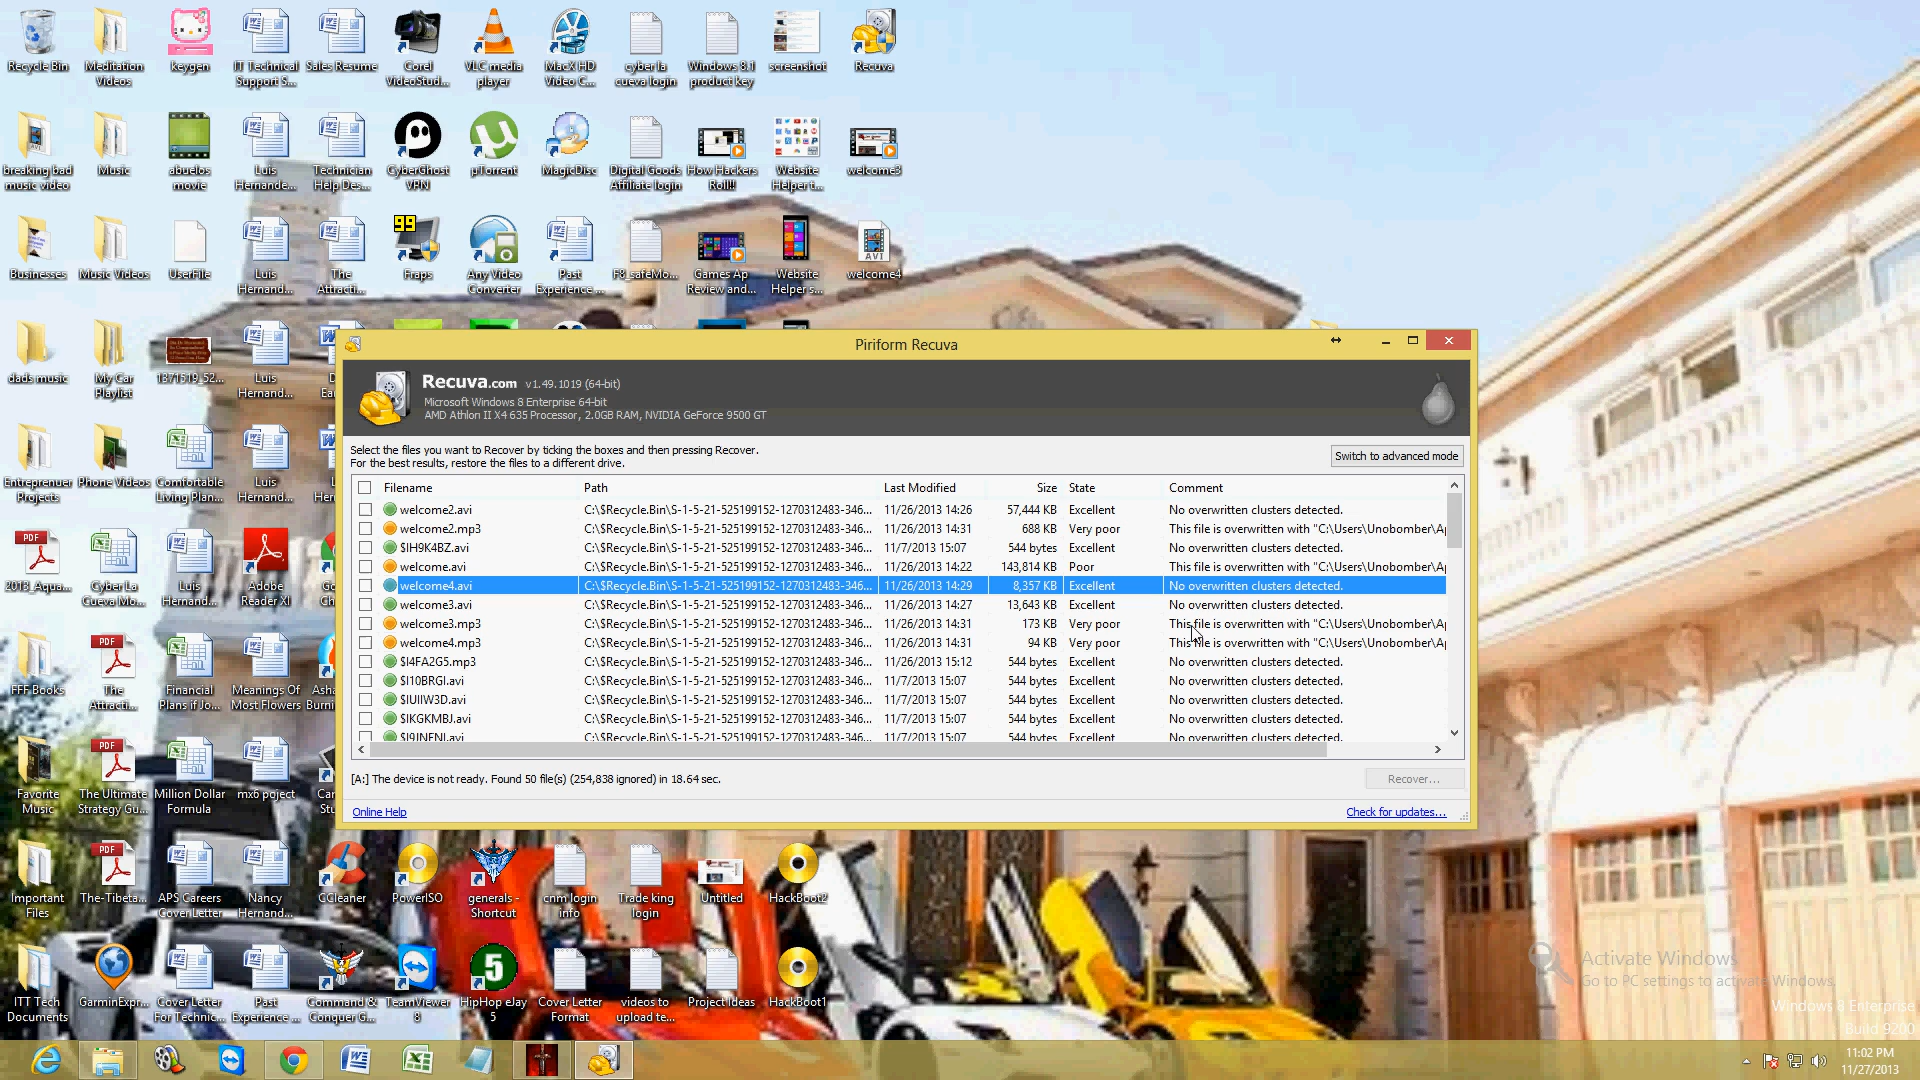 Recycle Bin
Meditation Videos
keygen
IT Technical Support S...
Sales Resume
Corel VideoStud...
VLC media player
MacX HD Video C...
cyber la cueva login
Windows 8.1 product key
screenshot
Recuva
breaking bad music video
Music
abuelos movie
Luis Hernande...
Technician Help Des...
CyberGhost VPN
µTorrent
MagicDisc
Digital Goods Affiliate login
How Hackers Roll!!
Website Helper t...
welcome3
Businesses
Music Videos
UserFile
Luis Hernand...
The Attracti...
99
Fraps
Any Video Converter
Past Experience ...
F8_safeMo...
Games Ap Review and...
Website Helper s...
AVI
welcome4
dads music
My Car Playlist
1371519_52...
Luis Hernand...
Piriform Recuva
Recuva.com v1.49.1019 (64-bit)
Microsoft Windows 8 Enterprise 64-bit
AMD Athlon II X4 635 Processor, 2.0GB RAM, NVIDIA GeForce 9500 GT
Select the files you want to Recover by ticking the boxes and then pressing Recover.
For the best results, restore the files to a different drive.
Switch to advanced mode
Filename Path Last Modified Size State Comment
welcome2.avi C:\$Recycle.Bin\S-1-5-21-525199152-1270312483-346... 11/26/2013 14:26 57,444 KB Excellent No overwritten clusters detected.
welcome2.mp3 C:\$Recycle.Bin\S-1-5-21-525199152-1270312483-346... 11/26/2013 14:31 688 KB Very poor This file is overwritten with "C:\Users\Unobomber\Ap
$IH9K4BZ.avi C:\$Recycle.Bin\S-1-5-21-525199152-1270312483-346... 11/7/2013 15:07 544 bytes Excellent No overwritten clusters detected.
welcome.avi C:\$Recycle.Bin\S-1-5-21-525199152-1270312483-346... 11/26/2013 14:22 143,814 KB Poor This file is overwritten with "C:\Users\Unobomber\Ap
welcome4.avi C:\$Recycle.Bin\S-1-5-21-525199152-1270312483-346... 11/26/2013 14:29 8,357 KB Excellent No overwritten clusters detected.
welcome3.avi C:\$Recycle.Bin\S-1-5-21-525199152-1270312483-346... 11/26/2013 14:27 13,643 KB Excellent No overwritten clusters detected.
welcome3.mp3 C:\$Recycle.Bin\S-1-5-21-525199152-1270312483-346... 11/26/2013 14:31 173 KB Very poor This file is overwritten with "C:\Users\Unobomber\Ap
welcome4.mp3 C:\$Recycle.Bin\S-1-5-21-525199152-1270312483-346... 11/26/2013 14:31 94 KB Very poor This file is overwritten with "C:\Users\Unobomber\Ap
$I4FA2G5.mp3 C:\$Recycle.Bin\S-1-5-21-525199152-1270312483-346... 11/26/2013 15:12 544 bytes Excellent No overwritten clusters detected.
$I10BRGI.avi C:\$Recycle.Bin\S-1-5-21-525199152-1270312483-346... 11/7/2013 15:07 544 bytes Excellent No overwritten clusters detected.
$IUIIW3D.avi C:\$Recycle.Bin\S-1-5-21-525199152-1270312483-346... 11/7/2013 15:07 544 bytes Excellent No overwritten clusters detected.
$IKGKMBJ.avi C:\$Recycle.Bin\S-1-5-21-525199152-1270312483-346... 11/7/2013 15:07 544 bytes Excellent No overwritten clusters detected.
C:\$Recycle.Bin\S-1-5-21-525199152-1270312483-346... 11/7/2013 15:07 544 bytes Excellent No overwritten clusters detected.
[A:] The device is not ready. Found 50 file(s) (254,838 ignored) in 18.64 sec.
Recover...
Online Help
Check for updates...
Entreprenuer Projects
Phone Videos
Comfortable Living Plan...
Luis Hernand...
PDF
2013_Aqua...
Cyber La Cueva Mo...
Luis Hernand...
Adobe Reader XI
FFF Books
PDF
The Attracti...
Financial Plans if Jo...
Meanings Of Most Flowers
Favorite Music
PDF
The Ultimate Strategy Gu...
Million Dollar Formula
mx6 poject
Important Files
PDF
The-Tibeta...
APS Careers CoverLetter
Nancy Hernand...
CCleaner
PowerISO
generals - Shortcut
cnm login info
Trade king login
Untitled
HackBoot2
ITT Tech Documents
GarminExpr...
Cover Letter For Technic...
Past Experience ...
Command & Conquer G...
TeamViewer 8
5
HipHop eJay 5
Cover Letter Format
videos to upload te...
Project Ideas
HackBoot1
Activate Windows
Go to PC settings to activate Windows.
Windows 8 Enterprise
Build 9200
11:02 PM
11/27/2013